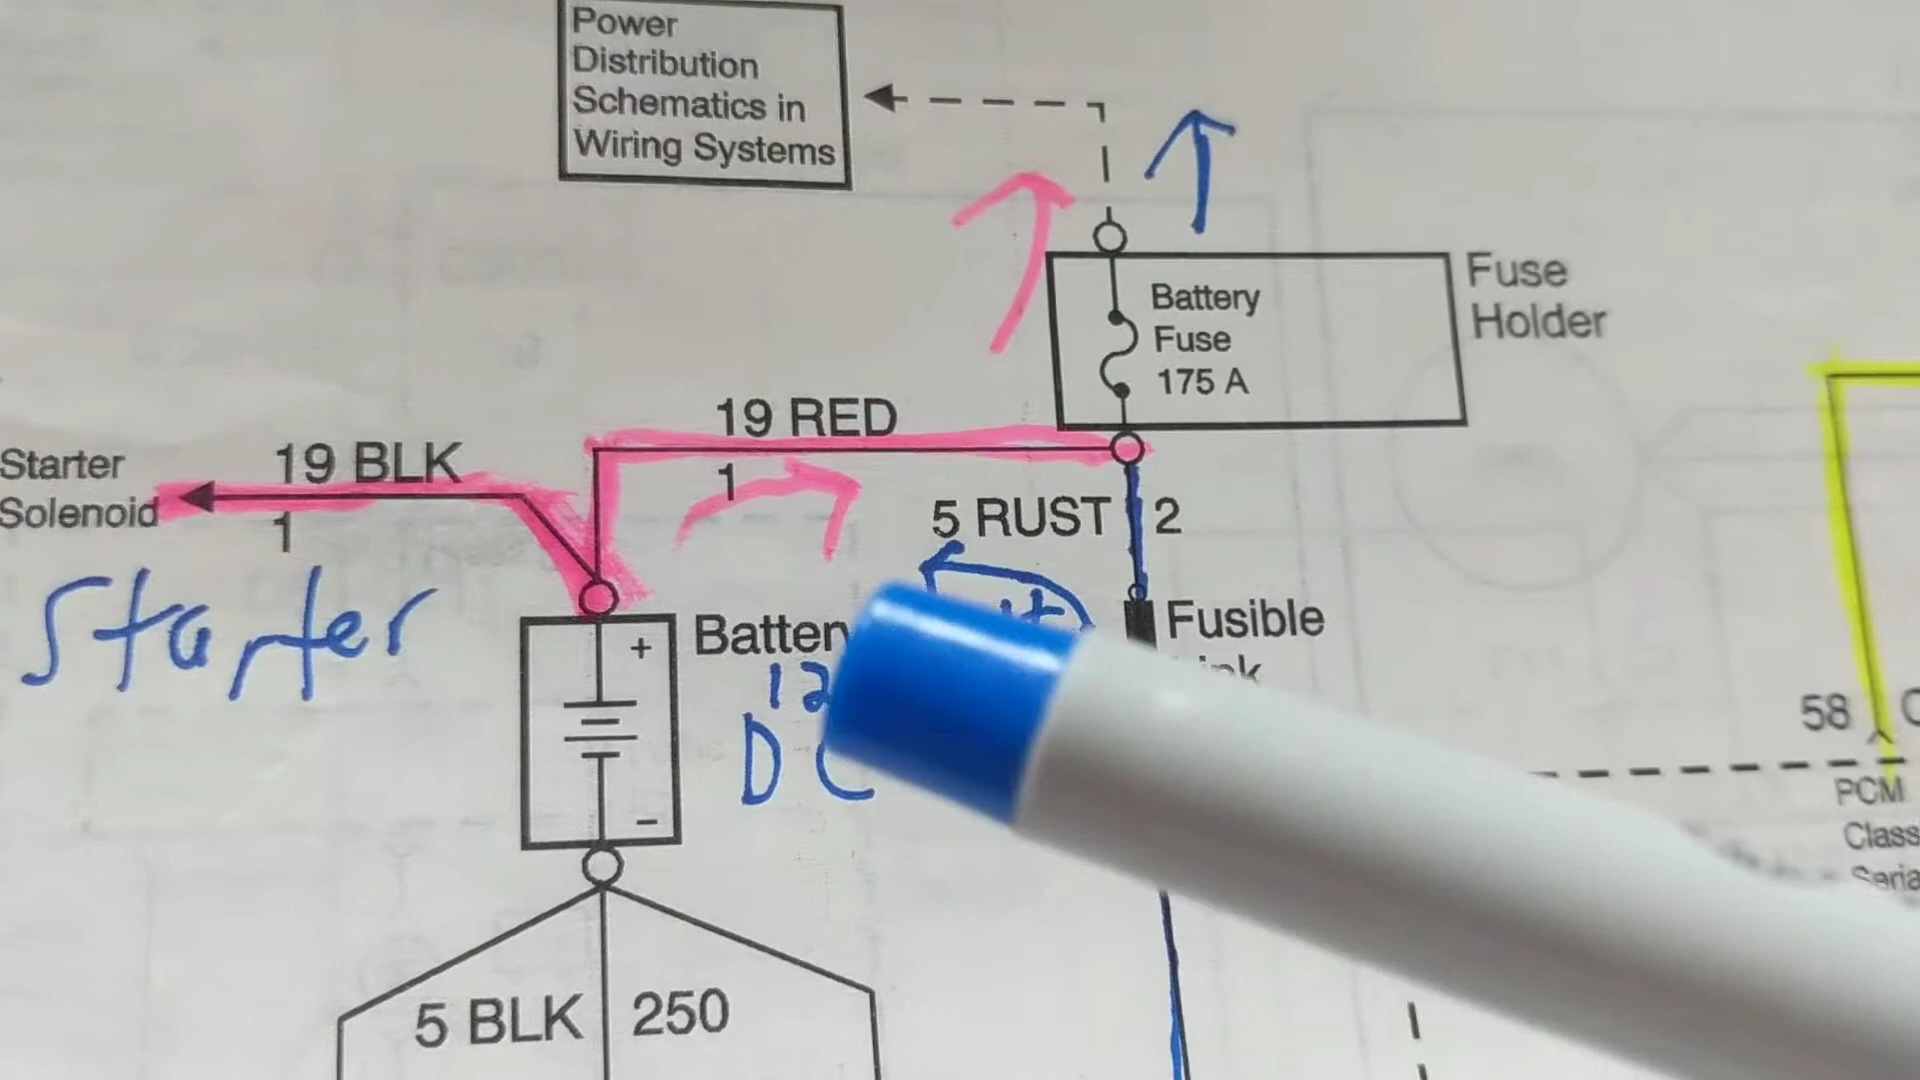 Power
Distribution
Schematics in
Wiring Systems
Fuse
Holder
Battery
Fuse
175 A
19 RED
1
Starter
Solenoid
19 BLK
1
5 RUST
2
Starter
+
Fusible
12
DC
58
−
PCM
Class
5 BLK
250